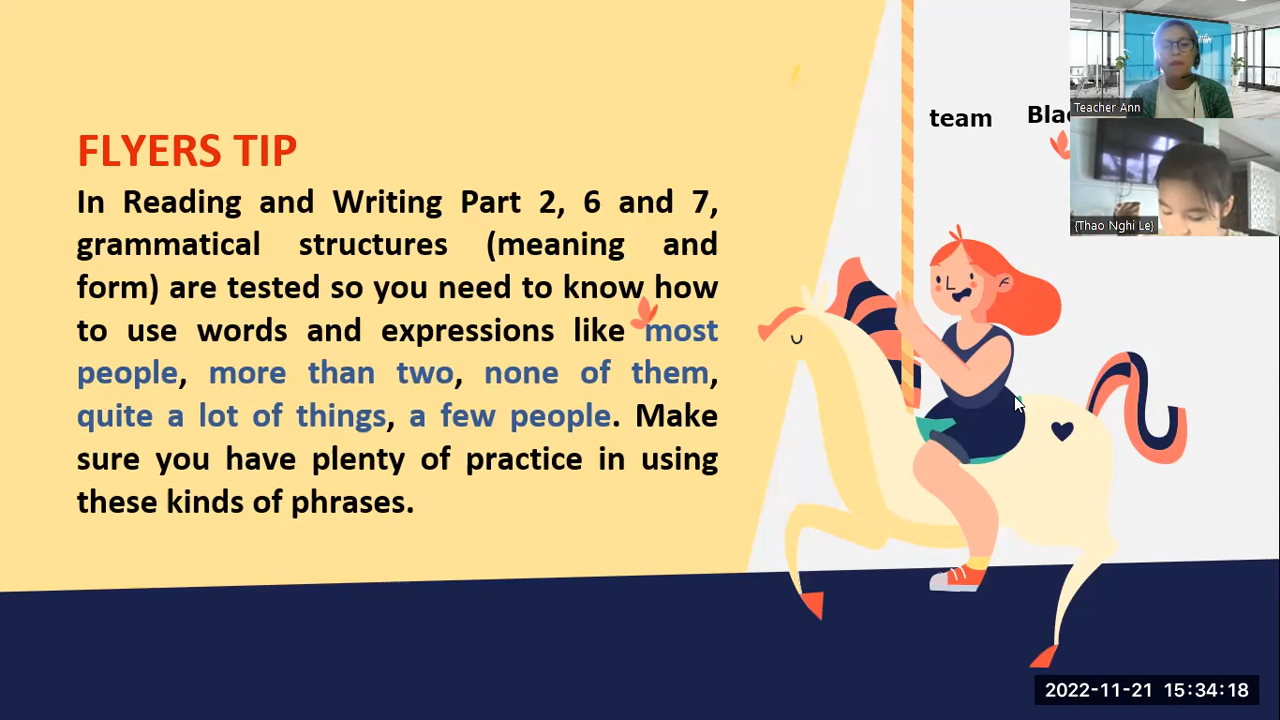 FLYERS TIP
In Reading and Writing Part 2, 6 and 7,
grammatical structures (meaning and
form) are tested so you need to know how
to use words and expressions like most
people, more than two, none of them,
quite a lot of things, a few people. Make
sure you have plenty of practice in using
these kinds of phrases.
team
Teacher Ann
{Thao Nghi Le}
2022-11-21 15:34:18